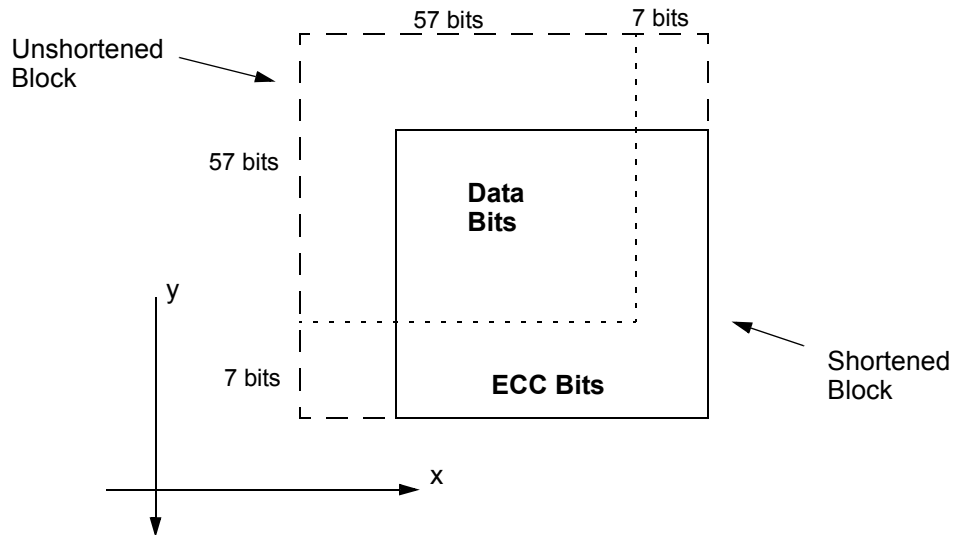 57 bits
7 bits
Unshortened
Block
57 bits
Data
Bits
y
7 bits
ECC Bits
Shortened
Block
x